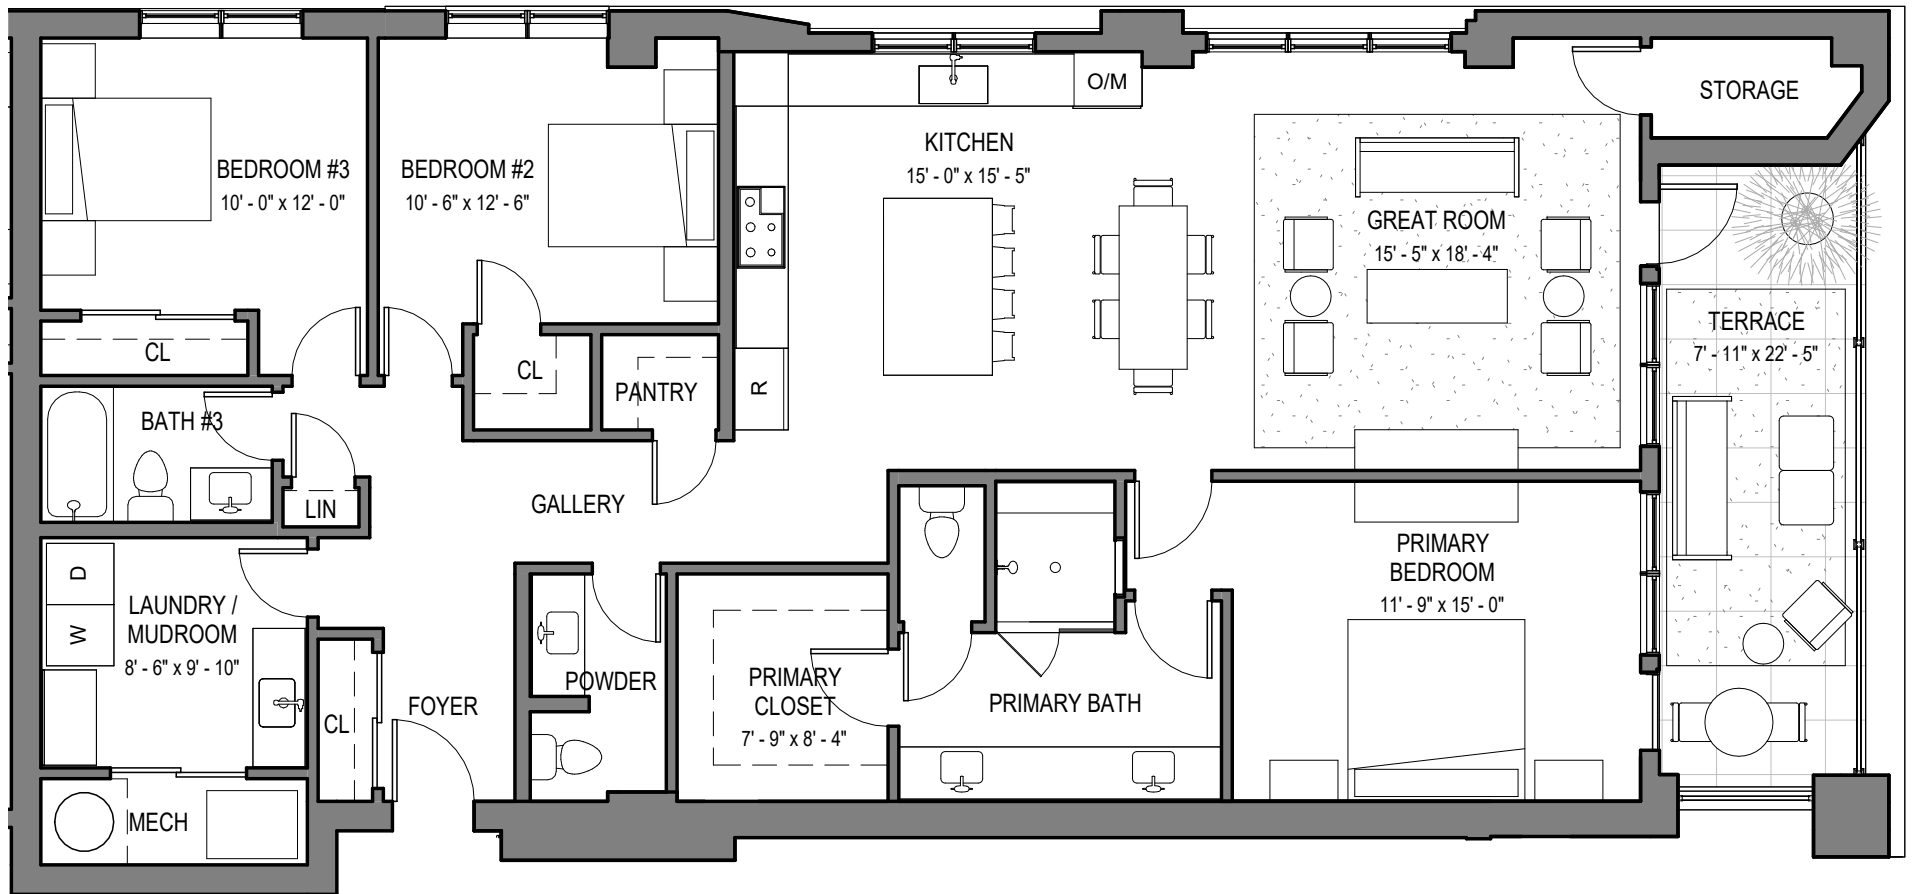 O/M
STORAGE
KITCHEN
15' - 0" x 15' - 5"
BEDROOM #3
10' - 0" x 12' - 0"
BEDROOM #2
10' - 6" x 12' - 6"
GREAT ROOM
15' - 5" x 18' - 4"
TERRACE
7' - 11" x 22' - 5"
CL
CL
PANTRY
R
BATH #3
LIN
GALLERY
D
W
LAUNDRY /
MUDROOM
8' - 6" x 9' - 10"
PRIMARY
BEDROOM
11' - 9" x 15' - 0"
CL
FOYER
POWDER
PRIMARY
CLOSET
7' - 9" x 8' - 4"
PRIMARY BATH
MECH